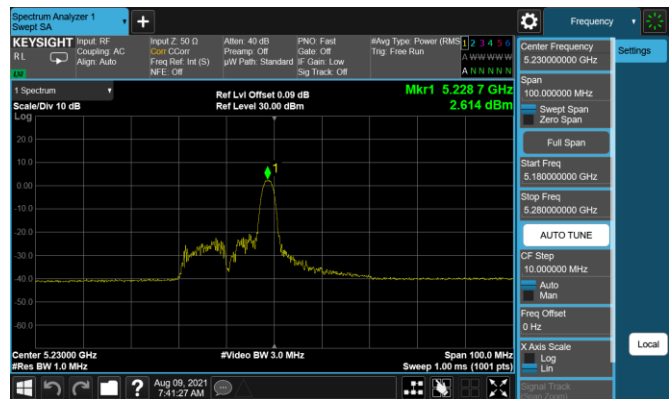 Spectrum Analyzer 1
Swept SA
Frequency
KEYSIGHT
Input: RF
Input Z: 50 Ω
Atten: 40 dB
PNO: Fast
#Avg Type: Power (RMS
1 2 3 4 5 6
R L
Coupling: AC
Corr CCorr
Preamp: Off
Gate: Off
Trig: Free Run
A W W W W W
Align: Auto
Freq Ref: Int (S)
µW Path: Standard
IF Gain: Low
NFE: Off
Sig Track: Off
A N N N N N
LXI
Center Frequency
5.230000000 GHz
Settings
Span
100.000000 MHz
Swept Span
Zero Span
Full Span
Start Freq
5.180000000 GHz
Stop Freq
5.280000000 GHz
AUTO TUNE
CF Step
10.000000 MHz
Auto
Man
Freq Offset
0 Hz
X Axis Scale
Log
Lin
Local
Signal Track
(Span Zoom)
1 Spectrum
Ref Lvl Offset 0.09 dB
Mkr1 5.228 7 GHz
Scale/Div 10 dB
Ref Level 30.00 dBm
2.614 dBm
Log
20.0
10.0
1
0.00
-10.0
-20.0
-30.0
-40.0
-50.0
-60.0
Center 5.23000 GHz
#Video BW 3.0 MHz
Span 100.0 MHz
#Res BW 1.0 MHz
Sweep 1.00 ms (1001 pts)
?
Aug 09, 2021
7:41:27 AM